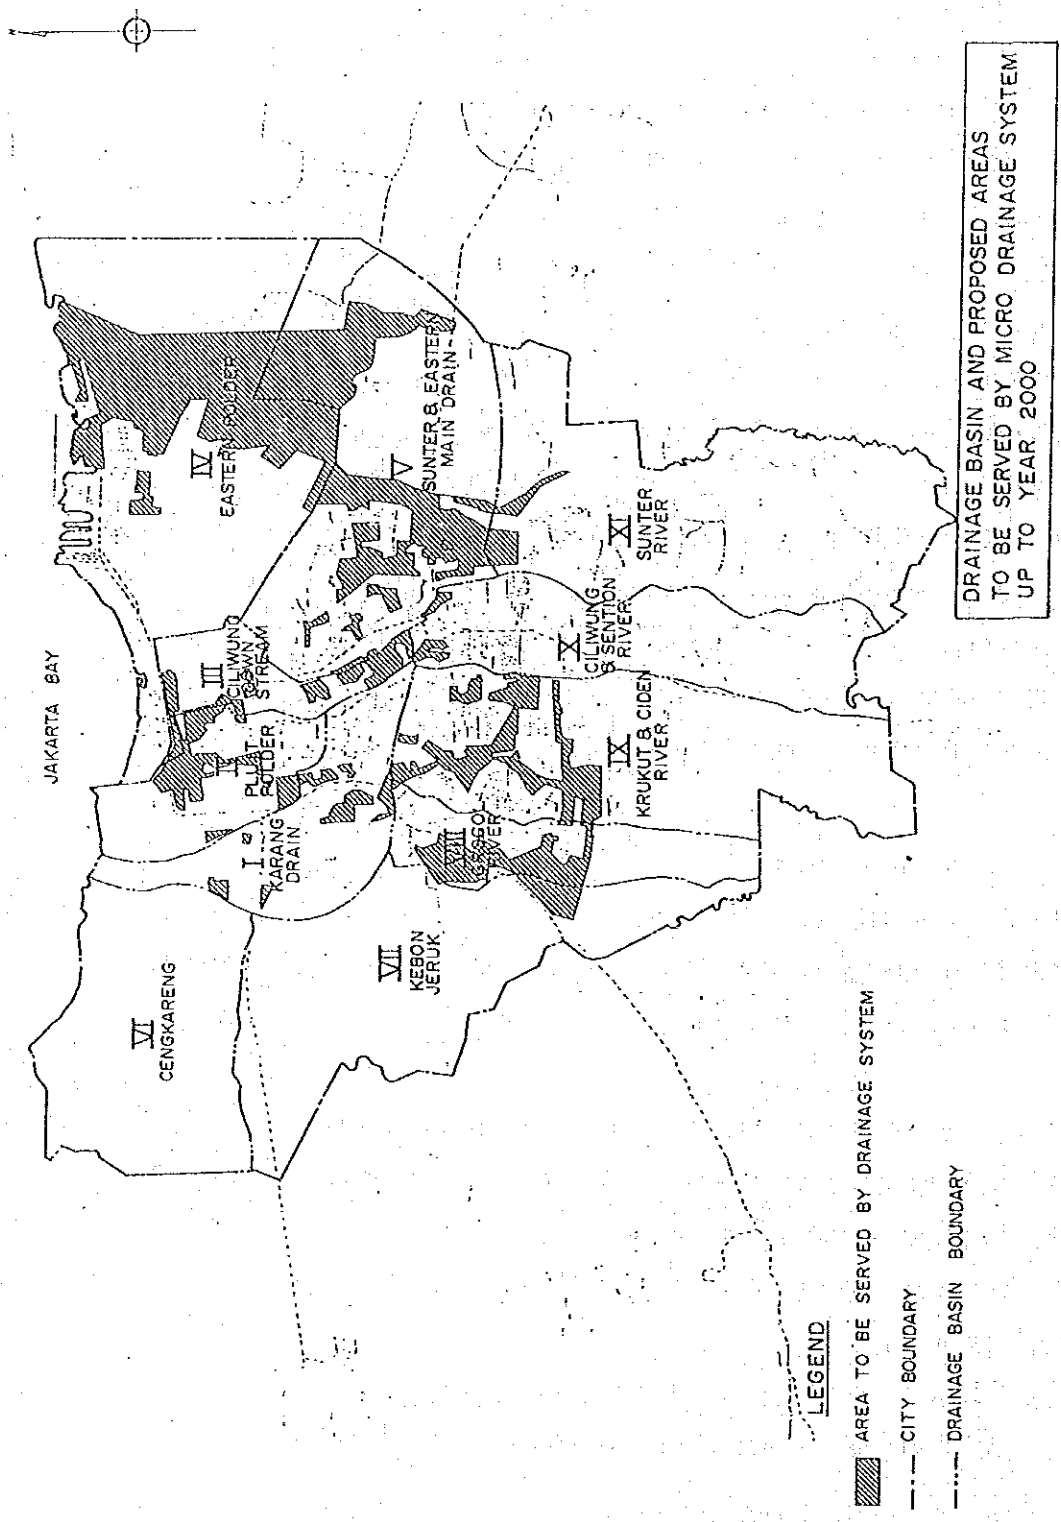 N
JAKARTA BAY
VI
CENGKARENG
I
KARANG
DRAIN
II
PLUIT
POLDER
III
CILIWUNG
DOWN
STREAM
IV
EASTERN POLDER
V
SUNTER & EASTERN
MAIN DRAIN
VII
KEBON
JERUK
VIII
GROGOL
RIVER
IX
KRUKUT & CIDENG
RIVER
X
CILIWUNG
& SENTION
RIVER
XI
SUNTER
RIVER
LEGEND
AREA TO BE SERVED BY DRAINAGE SYSTEM
CITY BOUNDARY
DRAINAGE BASIN BOUNDARY
DRAINAGE BASIN AND PROPOSED AREAS
TO BE SERVED BY MICRO DRAINAGE SYSTEM
UP TO YEAR 2000